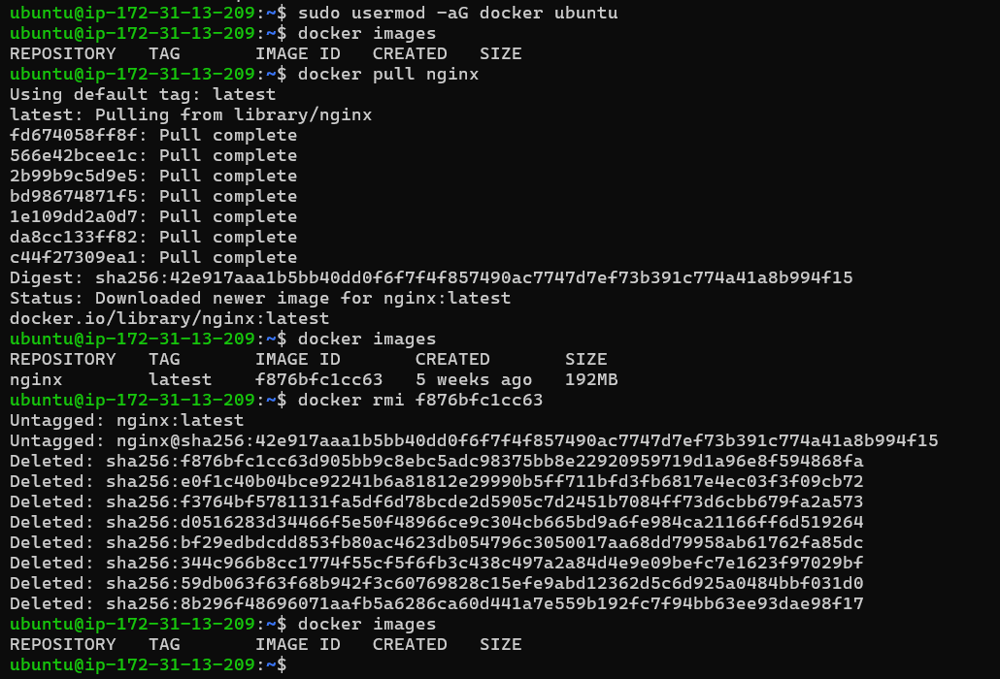 ubuntu@ip-172-31-13-209:~$ sudo usermod -aG docker ubuntu
ubuntu@ip-172-31-13-209:~$ docker images
REPOSITORY   TAG       IMAGE ID   CREATED   SIZE
ubuntu@ip-172-31-13-209:~$ docker pull nginx
Using default tag: latest
latest: Pulling from library/nginx
fd674058ff8f: Pull complete
566e42bcee1c: Pull complete
2b99b9c5d9e5: Pull complete
bd98674871f5: Pull complete
1e109dd2a0d7: Pull complete
da8cc133ff82: Pull complete
c44f27309ea1: Pull complete
Digest: sha256:42e917aaa1b5bb40dd0f6f7f4f857490ac7747d7ef73b391c774a41a8b994f15
Status: Downloaded newer image for nginx:latest
docker.io/library/nginx:latest
ubuntu@ip-172-31-13-209:~$ docker images
REPOSITORY   TAG       IMAGE ID       CREATED       SIZE
nginx        latest    f876bfc1cc63   5 weeks ago   192MB
ubuntu@ip-172-31-13-209:~$ docker rmi f876bfc1cc63
Untagged: nginx:latest
Untagged: nginx@sha256:42e917aaa1b5bb40dd0f6f7f4f857490ac7747d7ef73b391c774a41a8b994f15
Deleted: sha256:f876bfc1cc63d905bb9c8ebc5adc98375bb8e22920959719d1a96e8f594868fa
Deleted: sha256:e0f1c40b04bce92241b6a81812e29990b5ff711bfd3fb6817e4ec03f3f09cb72
Deleted: sha256:f3764bf5781131fa5df6d78bcde2d5905c7d2451b7084ff73d6cbb679fa2a573
Deleted: sha256:d0516283d34466f5e50f48966ce9c304cb665bd9a6fe984ca21166ff6d519264
Deleted: sha256:bf29edbdcdd853fb80ac4623db054796c3050017aa68dd79958ab61762fa85dc
Deleted: sha256:344c966b8cc1774f55cf5f6fb3c438c497a2a84d4e9e09befc7e1623f97029bf
Deleted: sha256:59db063f63f68b942f3c60769828c15efe9abd12362d5c6d925a0484bbf031d0
Deleted: sha256:8b296f48696071aafb5a6286ca60d441a7e559b192fc7f94bb63ee93dae98f17
ubuntu@ip-172-31-13-209:~$ docker images
REPOSITORY   TAG       IMAGE ID   CREATED   SIZE
ubuntu@ip-172-31-13-209:~$